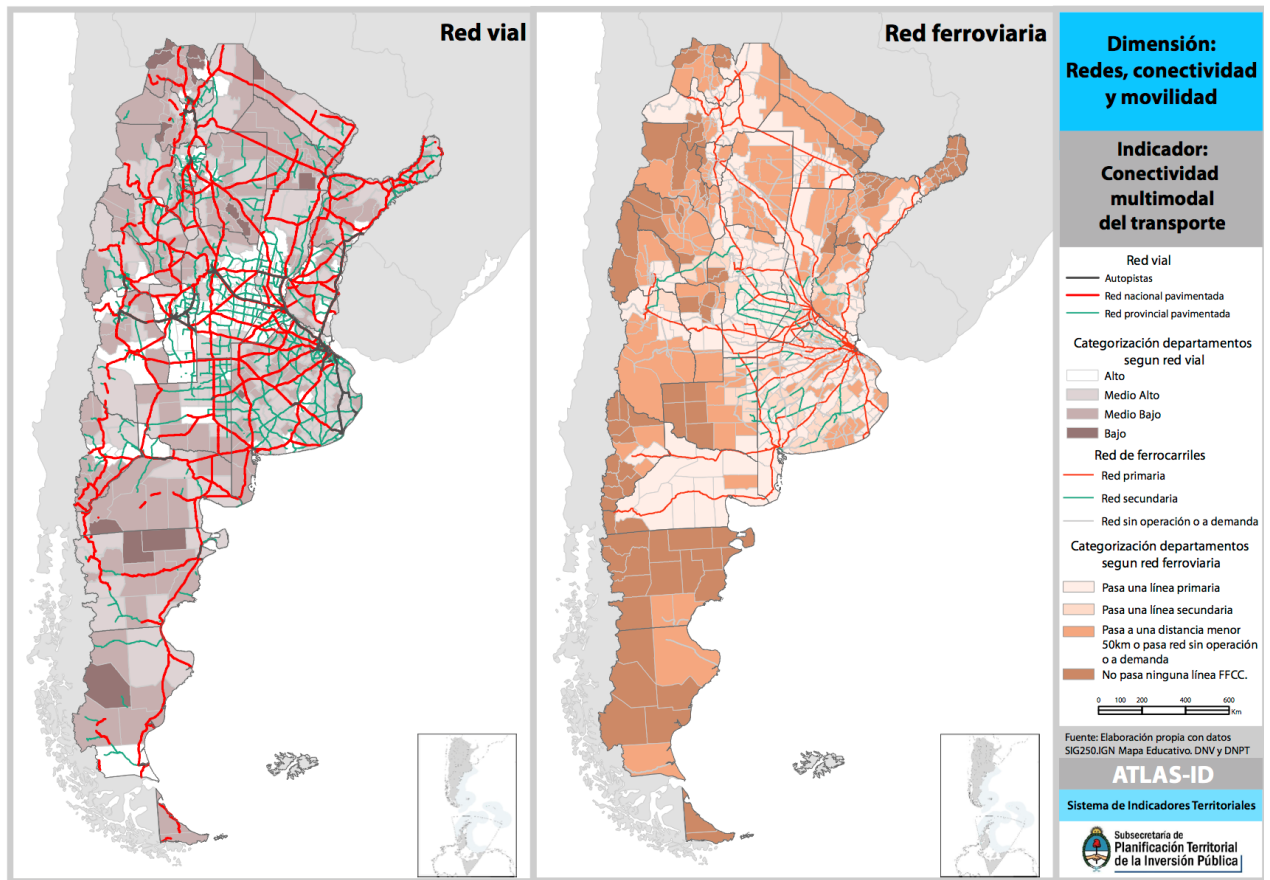 Red vial
Red ferroviaria
Dimensión:
Redes, conectividad
y movilidad
Indicador:
Conectividad
multimodal
del transporte
Red vial
Autopistas
Red nacional pavimentada
Red provincial pavimentada
Categorización departamentos
segun red vial
Alto
Medio Alto
Medio Bajo
Bajo
Red de ferrocarriles
Red primaria
Red secundaria
Red sin operación o a demanda
Categorización departamentos
segun red ferroviaria
Pasa una línea primaria
Pasa una línea secundaria
Pasa a una distancia menor
50km o pasa red sin operación
o a demanda
No pasa ninguna línea FFCC.
0 100 200 400 600
Km
Fuente: Elaboración propia con datos
SIG250.IGN Mapa Educativo. DNV y DNPT
ATLAS-ID
Sistema de Indicadores Territoriales
Subsecretaría de
Planificación Territorial
de la Inversión Pública